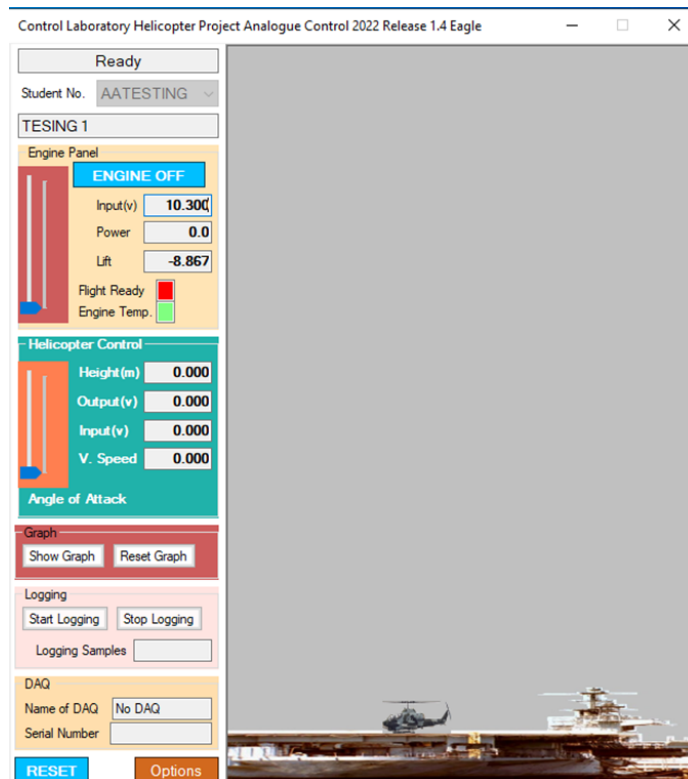 Control Laboratory Helicopter Project Analogue Control 2022 Release 1.4 Eagle
Ready
Student No. AATESTING
TESING 1
Engine Panel
ENGINE OFF
Input(v) 10.300
Power 0.0
Lift -8.867
Flight Ready
Engine Temp.
Helicopter Control
Height(m) 0.000
Output(v) 0.000
Input(v) 0.000
V. Speed 0.000
Angle of Attack
Graph
Show Graph Reset Graph
Logging
Start Logging Stop Logging
Logging Samples
DAQ
Name of DAQ No DAQ
Serial Number
RESET Options